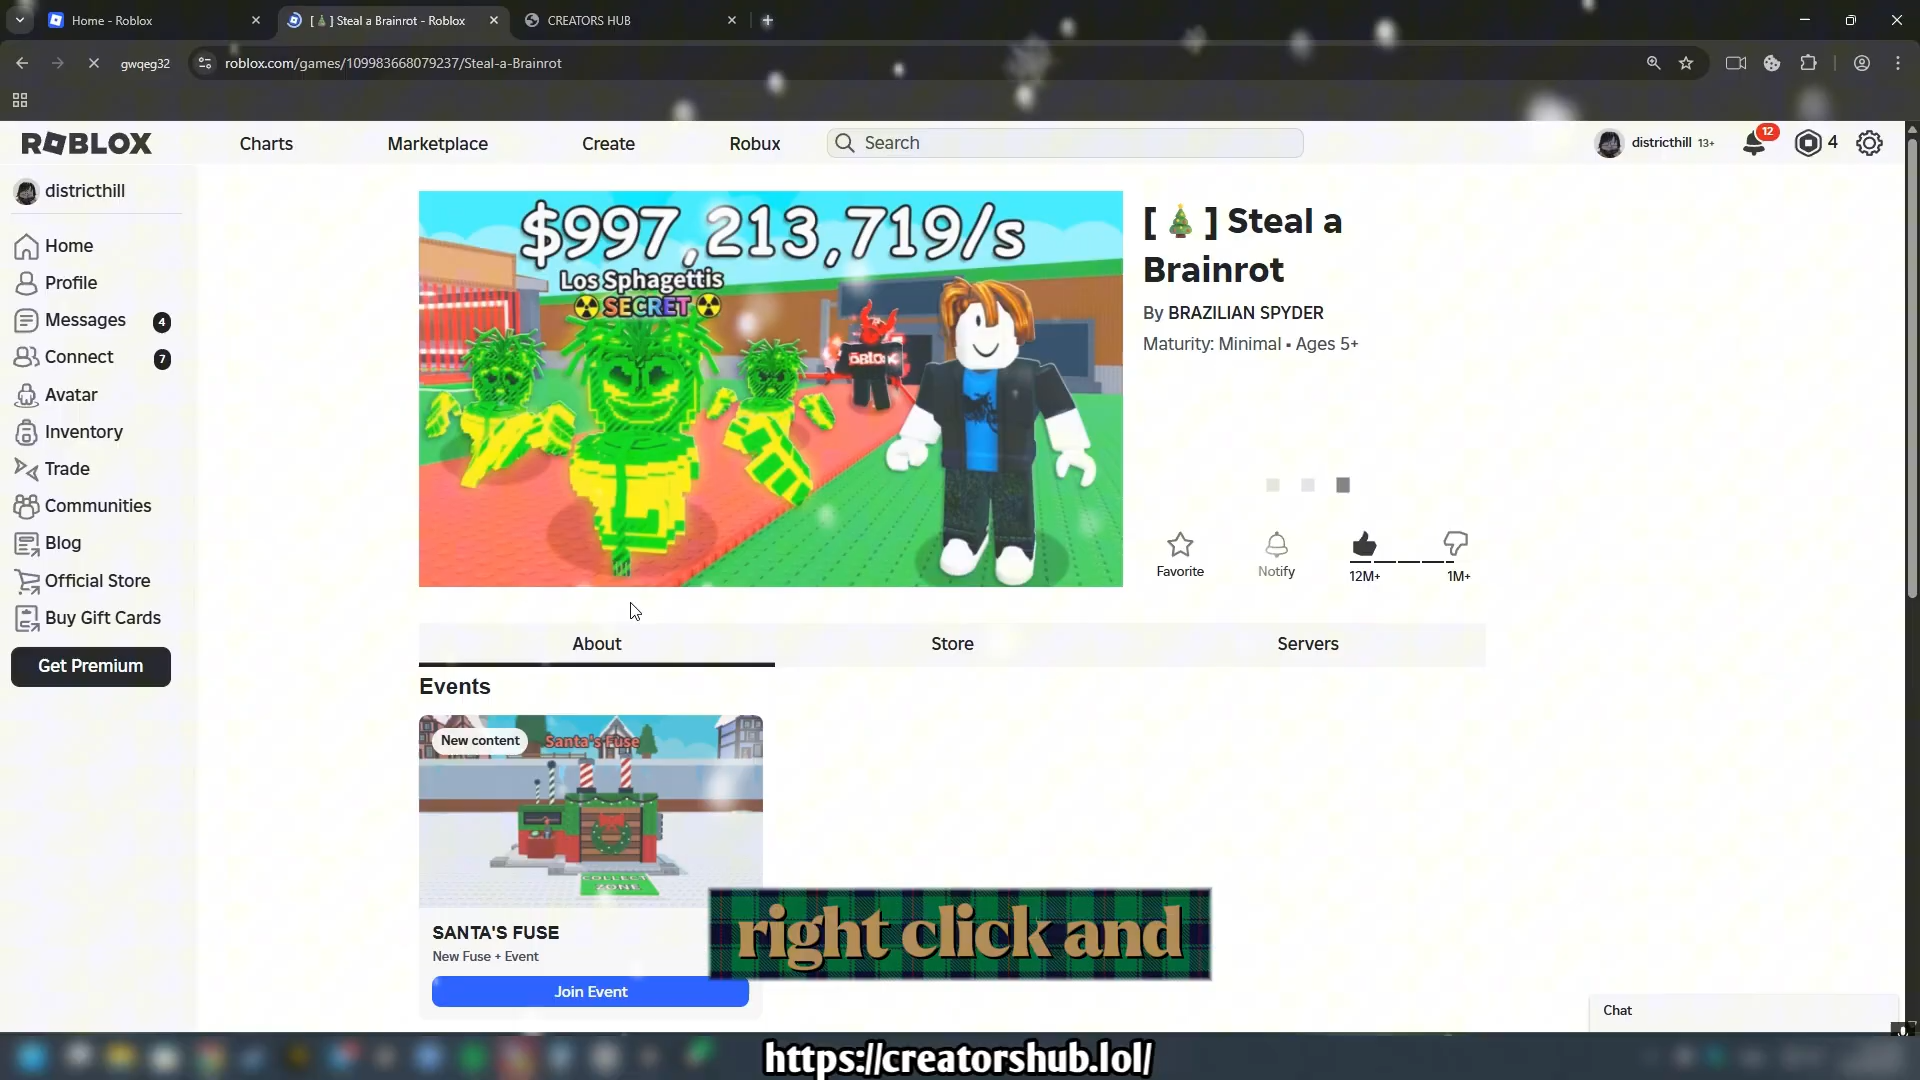 Home - Roblox
[🎄] Steal a Brainrot - Roblox
CREATORS HUB
gwqeg32
roblox.com/games/109983668079237/Steal-a-Brainrot
ROBLOX
Charts
Marketplace
Create
Robux
Search
districthill 13+
12
4
districthill
Home
Profile
Messages 4
Connect 7
Avatar
Inventory
Trade
Communities
Blog
Official Store
Buy Gift Cards
Get Premium
$997,213,719/s
Los Sphagettis
SECRET
ROBLOX
[🎄] Steal a
Brainrot
By BRAZILIAN SPYDER
Maturity: Minimal • Ages 5+
Favorite
Notify
12M+
1M+
About
Store
Servers
Events
New content
Santa's Fuse
COLLECT
ZONE
SANTA'S FUSE
New Fuse + Event
Join Event
right click and
Chat
https://creatorshub.lol/